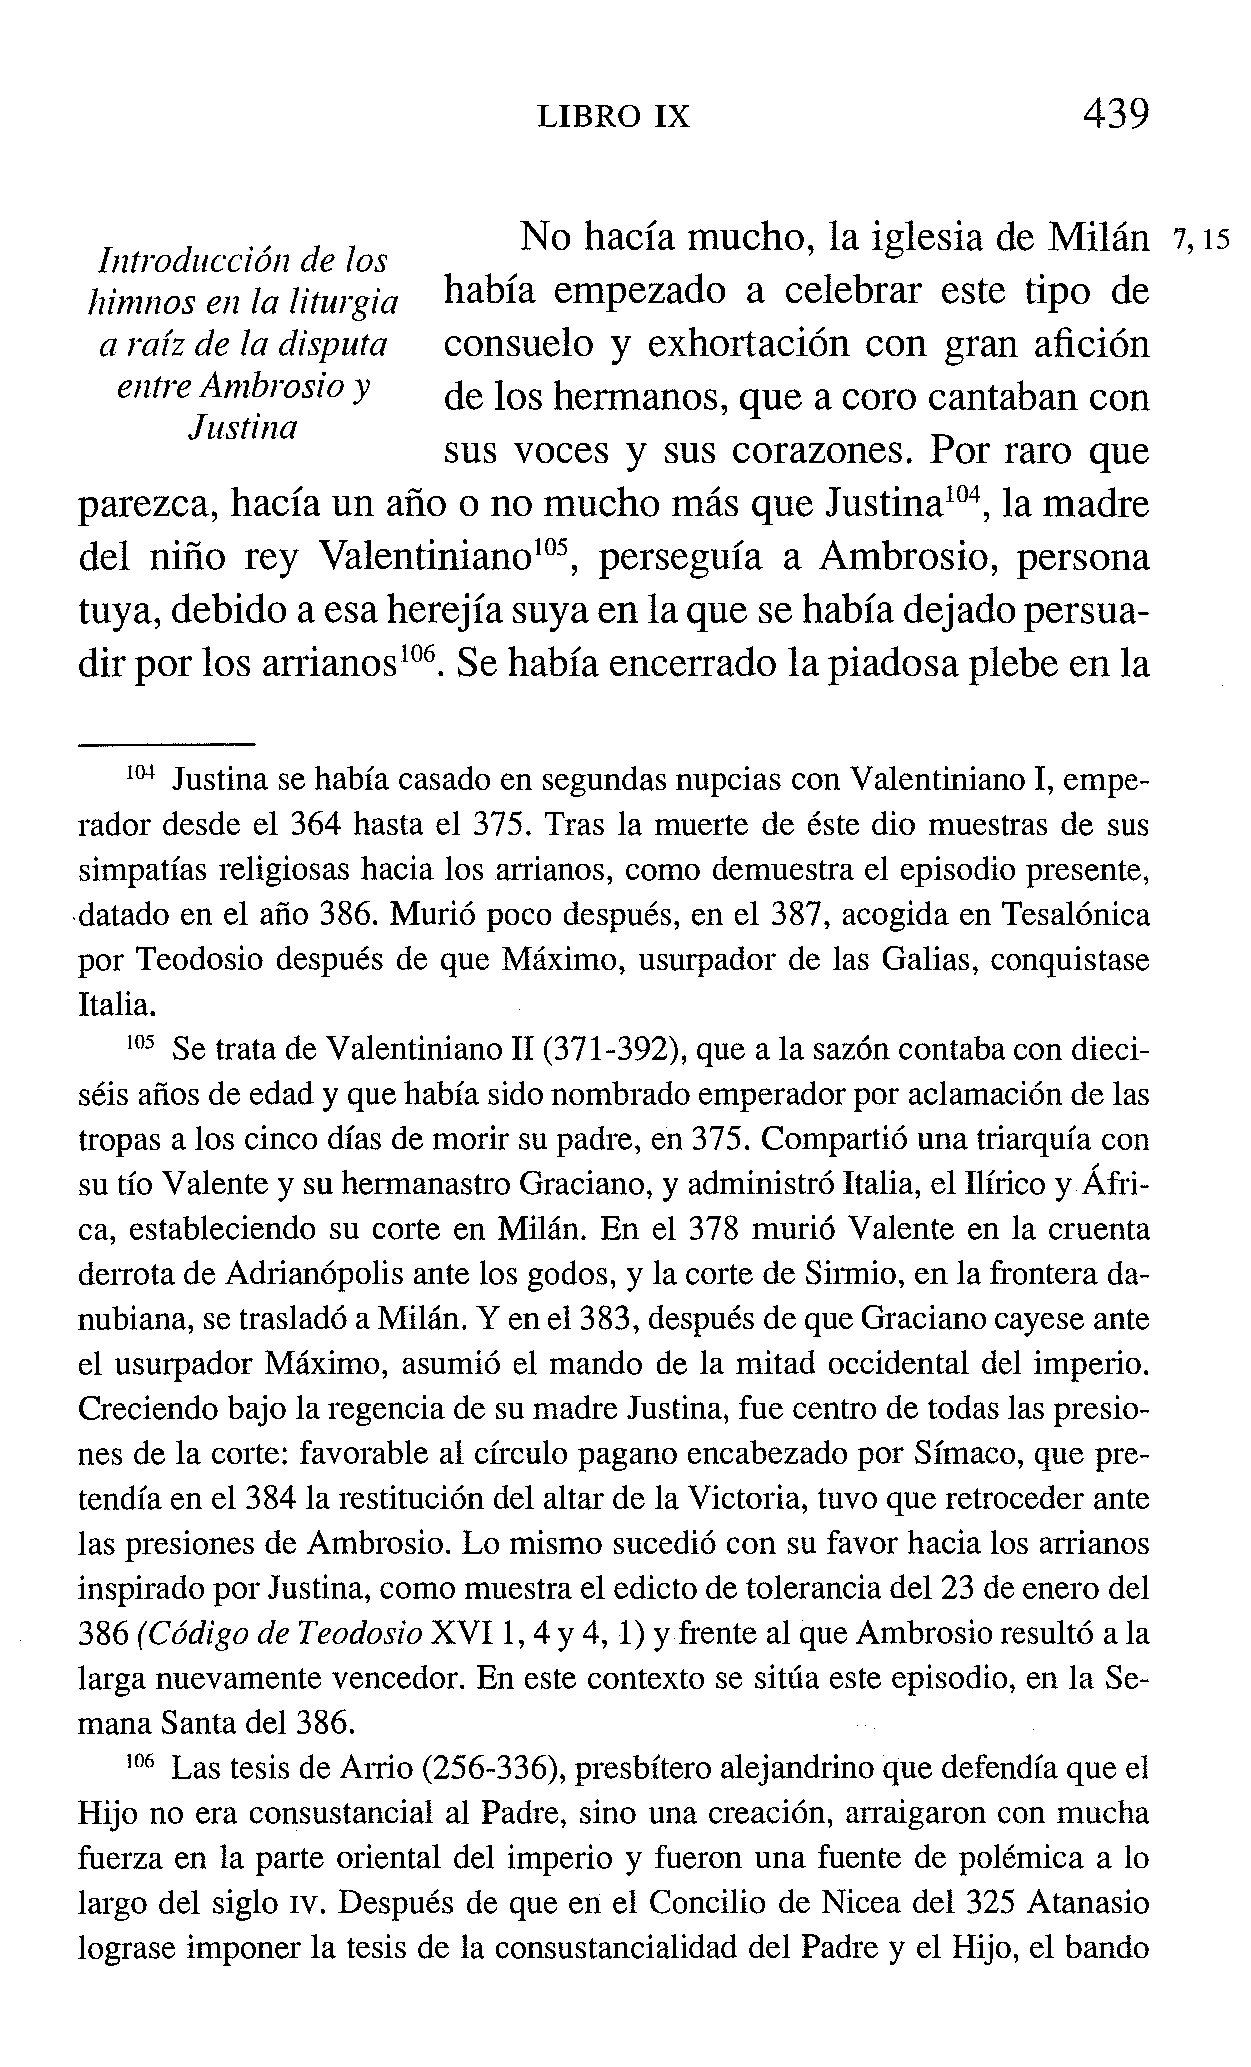 LIBRO IX 439
Introducción de los
himnos en la liturgia
a raíz de la disputa
entre Ambrosio y
Justina
No hacía mucho, la iglesia de Milán 7, 15
había empezado a celebrar este tipo de
consuelo y exhortación con gran afición
de los hermanos, que a coro cantaban con
sus voces y sus corazones. Por raro que
parezca, hacía un año o no mucho más que Justina¹⁰⁴, la madre
del niño rey Valentiniano¹⁰⁵, perseguía a Ambrosio, persona
tuya, debido a esa herejía suya en la que se había dejado persua-
dir por los arrianos¹⁰⁶. Se había encerrado la piadosa plebe en la
¹⁰⁴ Justina se había casado en segundas nupcias con Valentiniano I, empe-
rador desde el 364 hasta el 375. Tras la muerte de éste dio muestras de sus
simpatías religiosas hacia los arrianos, como demuestra el episodio presente,
datado en el año 386. Murió poco después, en el 387, acogida en Tesalónica
por Teodosio después de que Máximo, usurpador de las Galias, conquistase
Italia.
¹⁰⁵ Se trata de Valentiniano II (371-392), que a la sazón contaba con dieci-
séis años de edad y que había sido nombrado emperador por aclamación de las
tropas a los cinco días de morir su padre, en 375. Compartió una triarquía con
su tío Valente y su hermanastro Graciano, y administró Italia, el Ilírico y Áfri-
ca, estableciendo su corte en Milán. En el 378 murió Valente en la cruenta
derrota de Adrianópolis ante los godos, y la corte de Sirmio, en la frontera da-
nubiana, se trasladó a Milán. Y en el 383, después de que Graciano cayese ante
el usurpador Máximo, asumió el mando de la mitad occidental del imperio.
Creciendo bajo la regencia de su madre Justina, fue centro de todas las presio-
nes de la corte: favorable al círculo pagano encabezado por Símaco, que pre-
tendía en el 384 la restitución del altar de la Victoria, tuvo que retroceder ante
las presiones de Ambrosio. Lo mismo sucedió con su favor hacia los arrianos
inspirado por Justina, como muestra el edicto de tolerancia del 23 de enero del
386 (Código de Teodosio XVI 1, 4 y 4, 1) y frente al que Ambrosio resultó a la
larga nuevamente vencedor. En este contexto se sitúa este episodio, en la Se-
mana Santa del 386.
¹⁰⁶ Las tesis de Arrio (256-336), presbítero alejandrino que defendía que el
Hijo no era consustancial al Padre, sino una creación, arraigaron con mucha
fuerza en la parte oriental del imperio y fueron una fuente de polémica a lo
largo del siglo IV. Después de que en el Concilio de Nicea del 325 Atanasio
lograse imponer la tesis de la consustancialidad del Padre y el Hijo, el bando